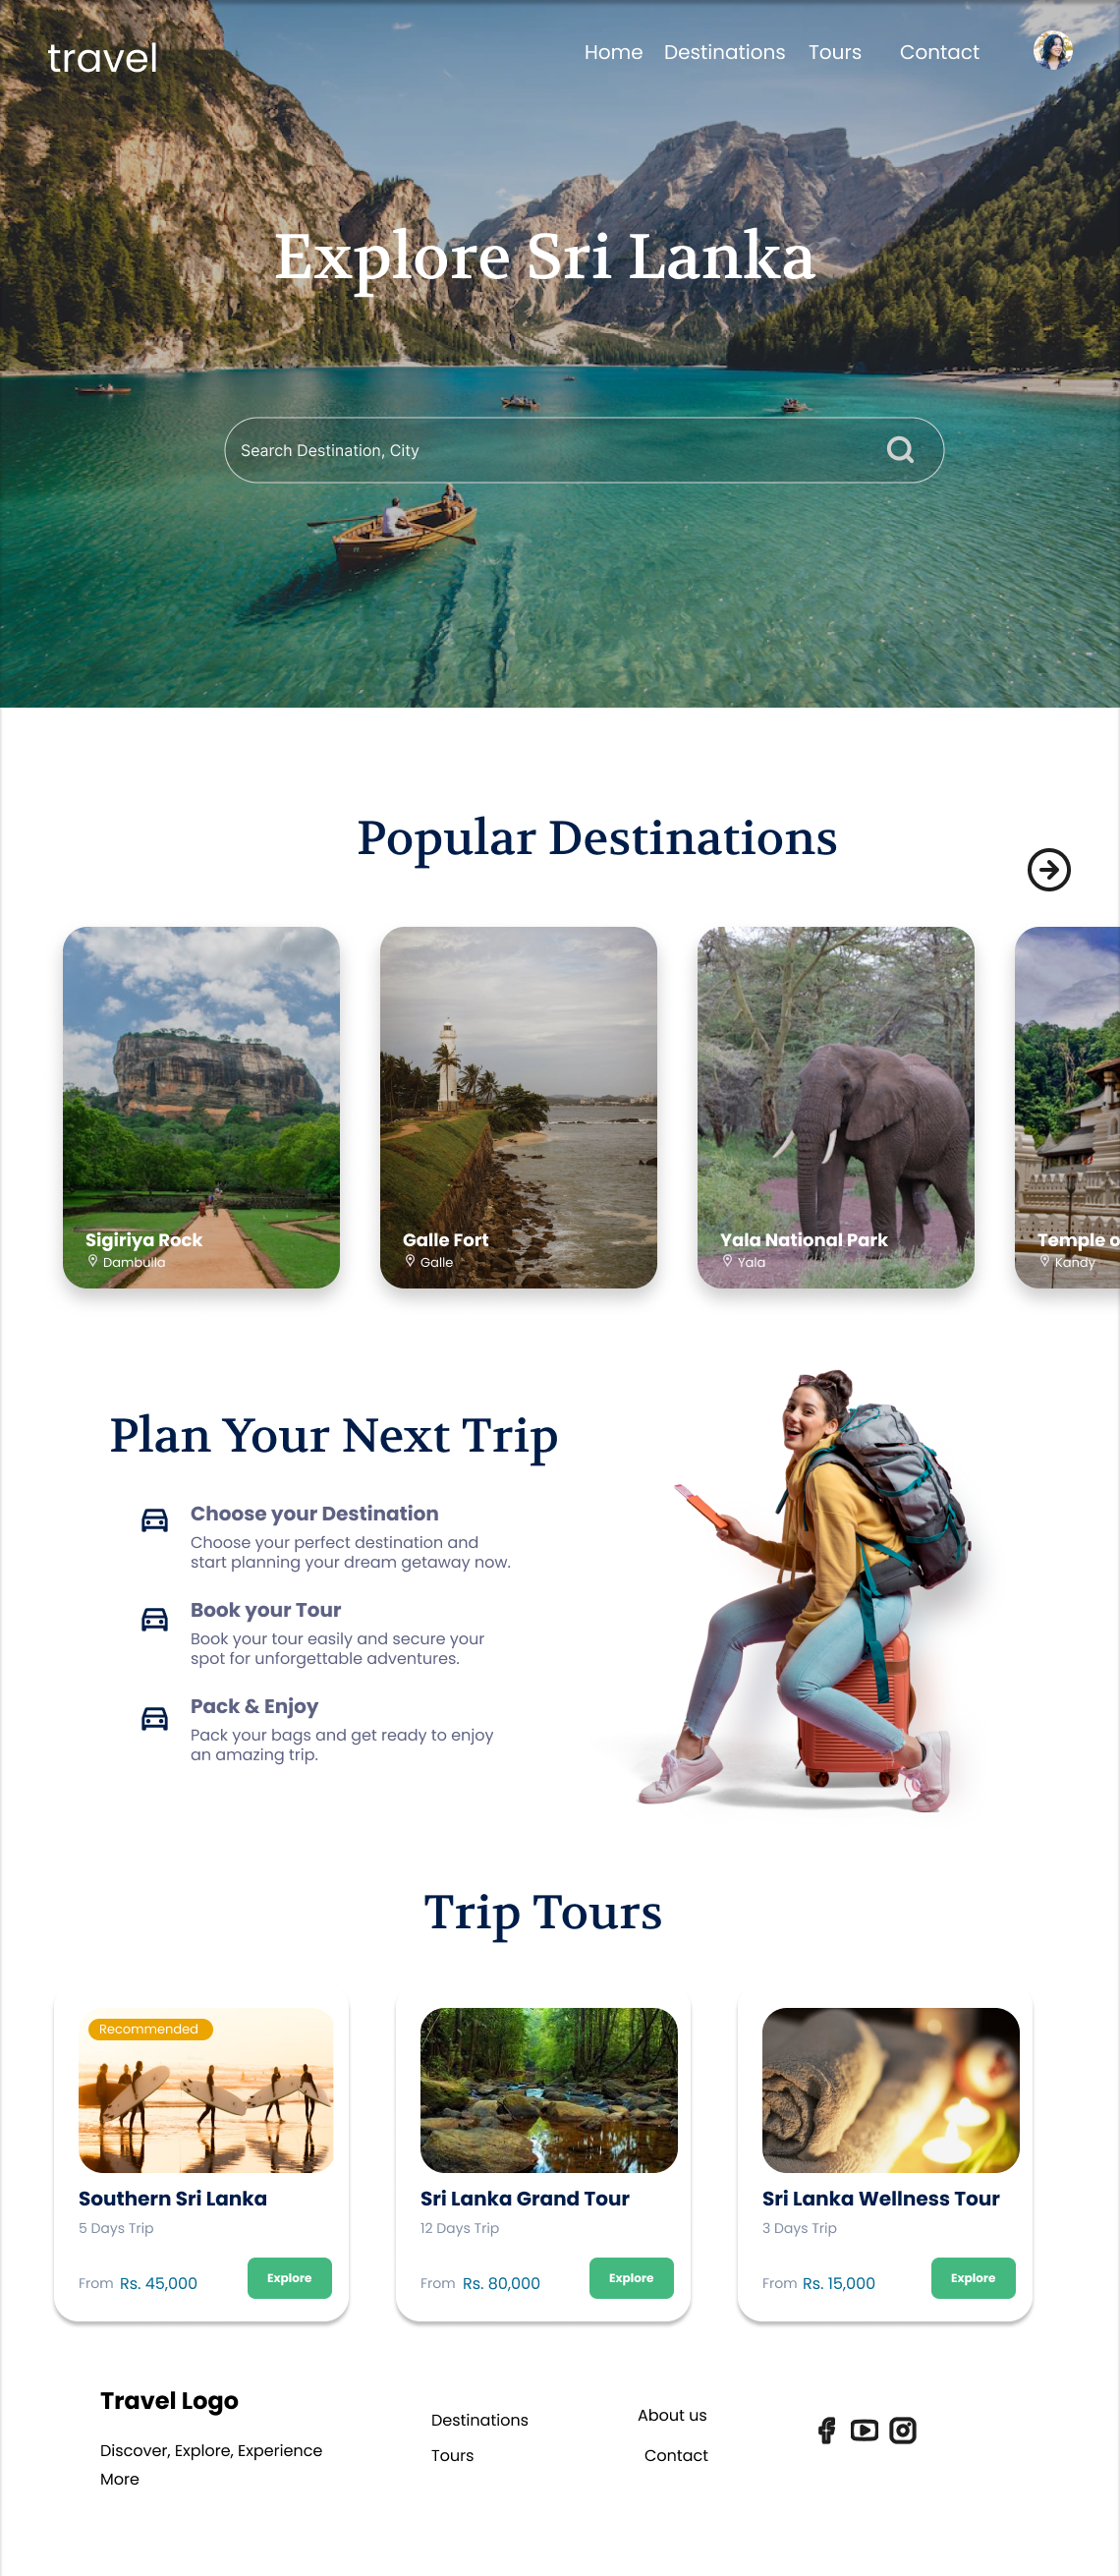 travel
Home Destinations Tours Contact
Explore Sri Lanka
Search Destination, City
Popular Destinations
Sigiriya Rock
Dambulla
Galle Fort
Galle
Yala National Park
Yala
Temple o
Kandy
Plan Your Next Trip
Choose your Destination
Choose your perfect destination and
start planning your dream getaway now.
Book your Tour
Book your tour easily and secure your
spot for unforgettable adventures.
Pack & Enjoy
Pack your bags and get ready to enjoy
an amazing trip.
Trip Tours
Recommended
Southern Sri Lanka
5 Days Trip
From Rs. 45,000
Explore
Sri Lanka Grand Tour
12 Days Trip
From Rs. 80,000
Explore
Sri Lanka Wellness Tour
3 Days Trip
From Rs. 15,000
Explore
Travel Logo
Discover, Explore, Experience
More
Destinations
Tours
About us
Contact